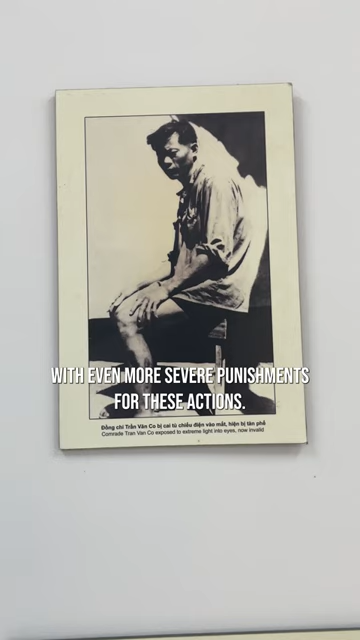 WITH EVEN MORE SEVERE PUNISHMENTS
FOR THESE ACTIONS.
Đồng chí Trần Văn Co bị cai tù chiếu điện vào mắt, hiện bị tàn phế
Comrade Tran Van Co exposed to extreme light into eyes, now invalid